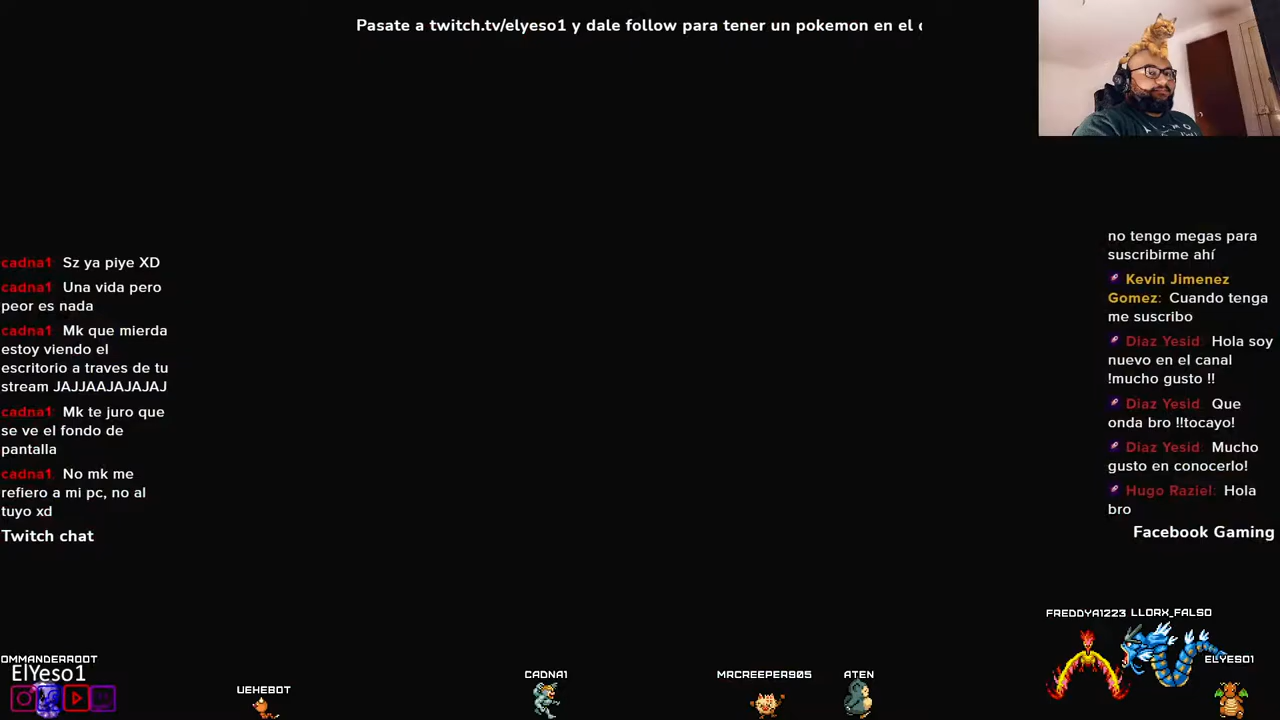 Pasate a twitch.tv/elyeso1 y dale follow para tener un pokemon en el
cadna1 Sz ya piye XD
cadna1 Una vida pero
peor es nada
cadna1 Mk que mierda
estoy viendo el
escritorio a traves de tu
stream JAJJAAJAJAJAJ
cadna1 Mk te juro que
se ve el fondo de
pantalla
cadna1 No mk me
refiero a mi pc, no al
tuyo xd
Twitch chat
no tengo megas para
suscribirme ahí
Kevin Jimenez
Gomez: Cuando tenga
me suscribo
Diaz Yesid: Hola soy
nuevo en el canal
!mucho gusto !!
Diaz Yesid: Que
onda bro !!tocayo!
Diaz Yesid: Mucho
gusto en conocerlo!
Hugo Raziel: Hola
bro
Facebook Gaming
FREDDYA1223 LLORX_FALSO
OMMANDERROOT
ElYeso1
UEHEBOT
CADNA1
MRCREEPER905
ATEN
ELYESO1